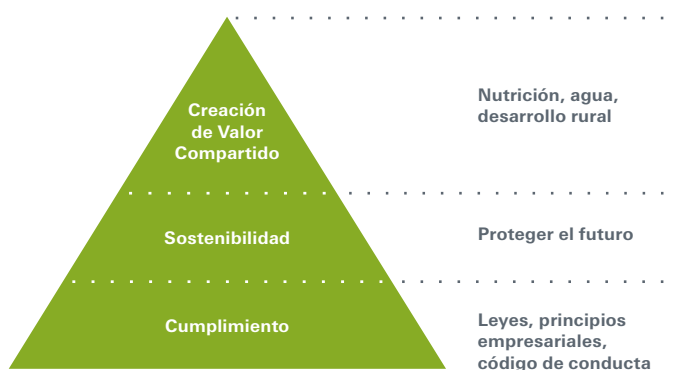 Creación
de Valor
Compartido
Nutrición, agua,
desarrollo rural
Sostenibilidad
Proteger el futuro
Cumplimiento
Leyes, principios
empresariales,
código de conducta